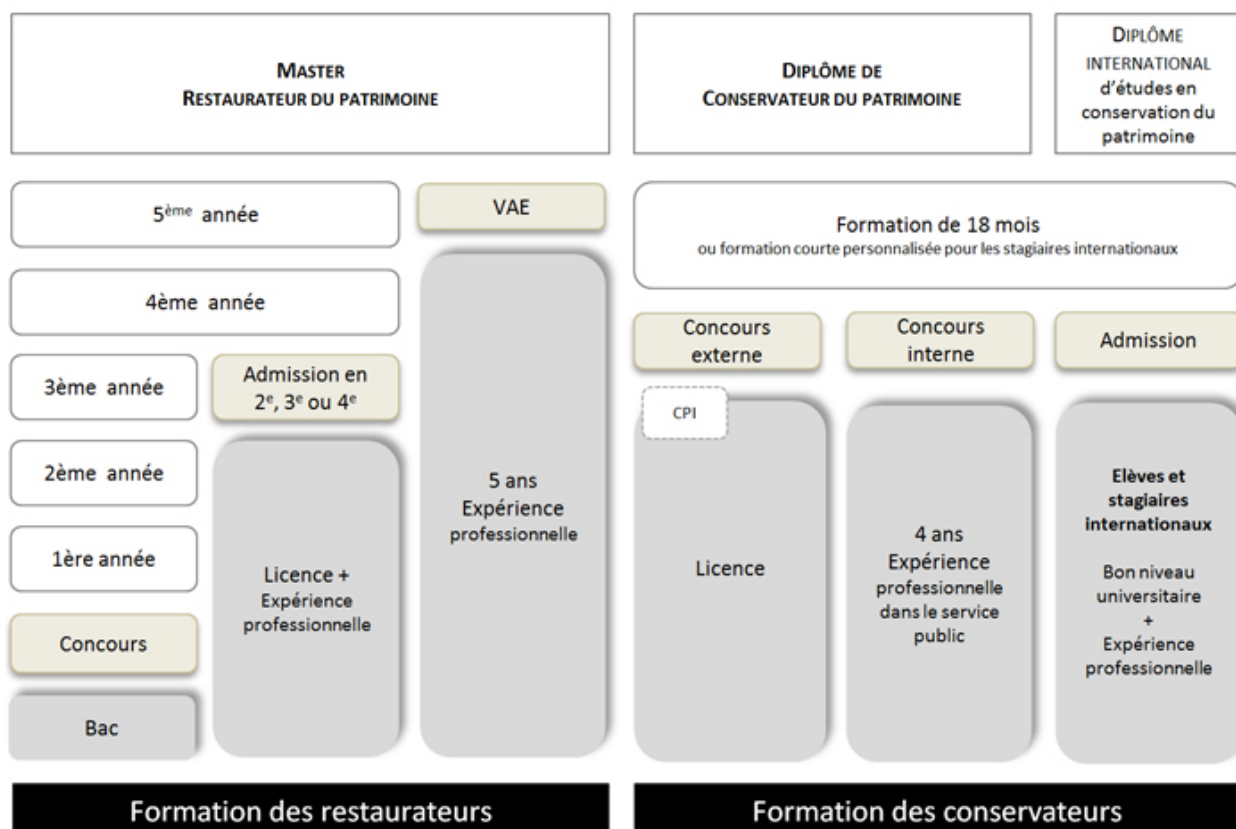 MASTER
RESTAURATEUR DU PATRIMOINE
DIPLÔME DE
CONSERVATEUR DU PATRIMOINE
DIPLÔME
INTERNATIONAL
d'études en
conservation du
patrimoine
5ème année
VAE
4ème année
3ème année
Admission en
2e, 3e ou 4e
2ème année
1ère année
Concours
Bac
Licence +
Expérience
professionnelle
5 ans
Expérience
professionnelle
Formation de 18 mois
ou formation courte personnalisée pour les stagiaires internationaux
Concours
externe
Concours
interne
Admission
CPI
Licence
4 ans
Expérience
professionnelle
dans le service
public
Elèves et
stagiaires
internationaux
Bon niveau
universitaire
+
Expérience
professionnelle
Formation des restaurateurs
Formation des conservateurs